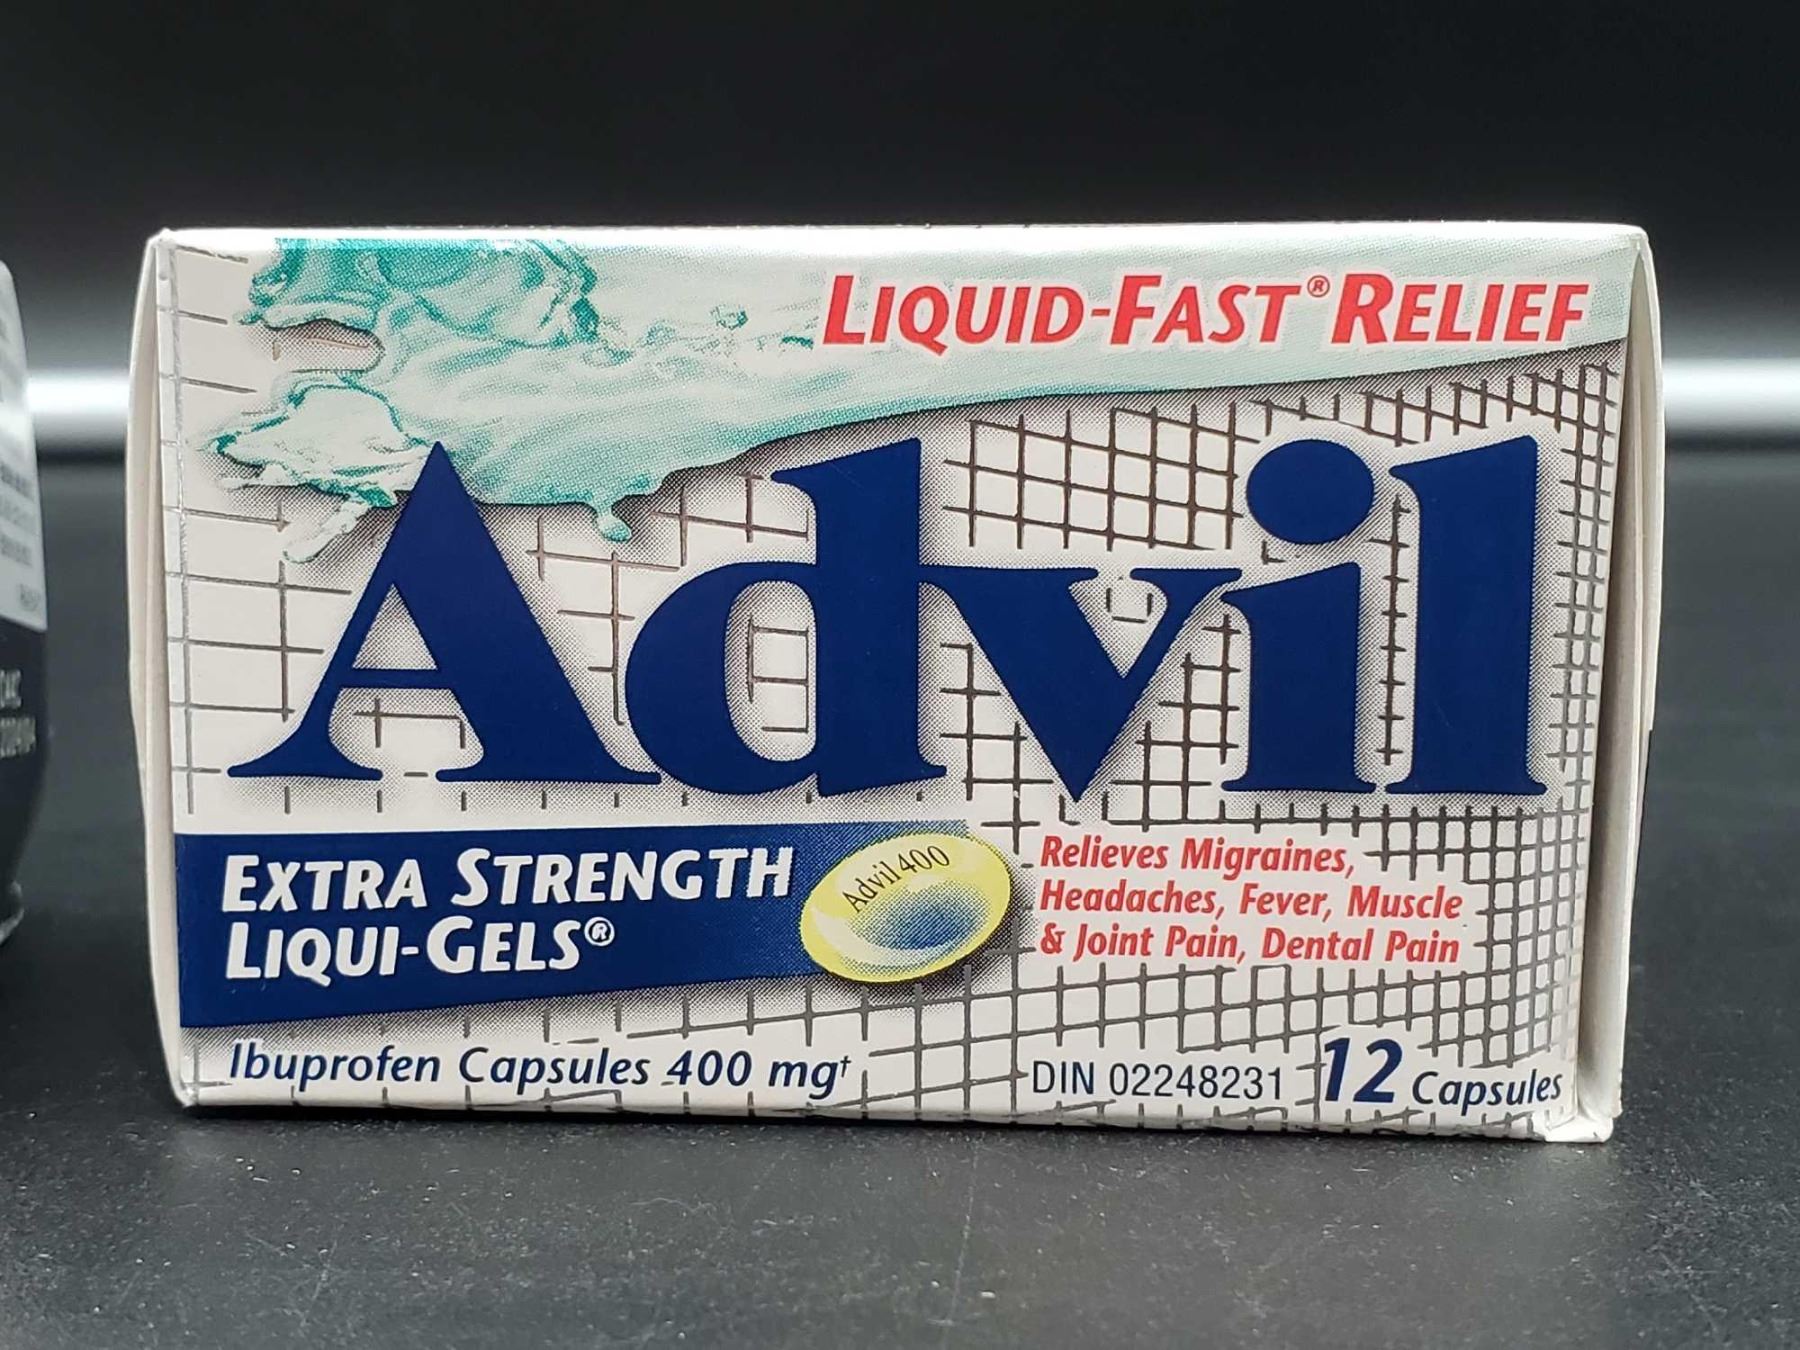 LIQUID-FAST® RELIEF
Advil
EXTRA STRENGTH
LIQUI-GELS®
Advil 400
Relieves Migraines,
Headaches, Fever, Muscle
& Joint Pain, Dental Pain
Ibuprofen Capsules 400 mg†
DIN 02248231
12 Capsules